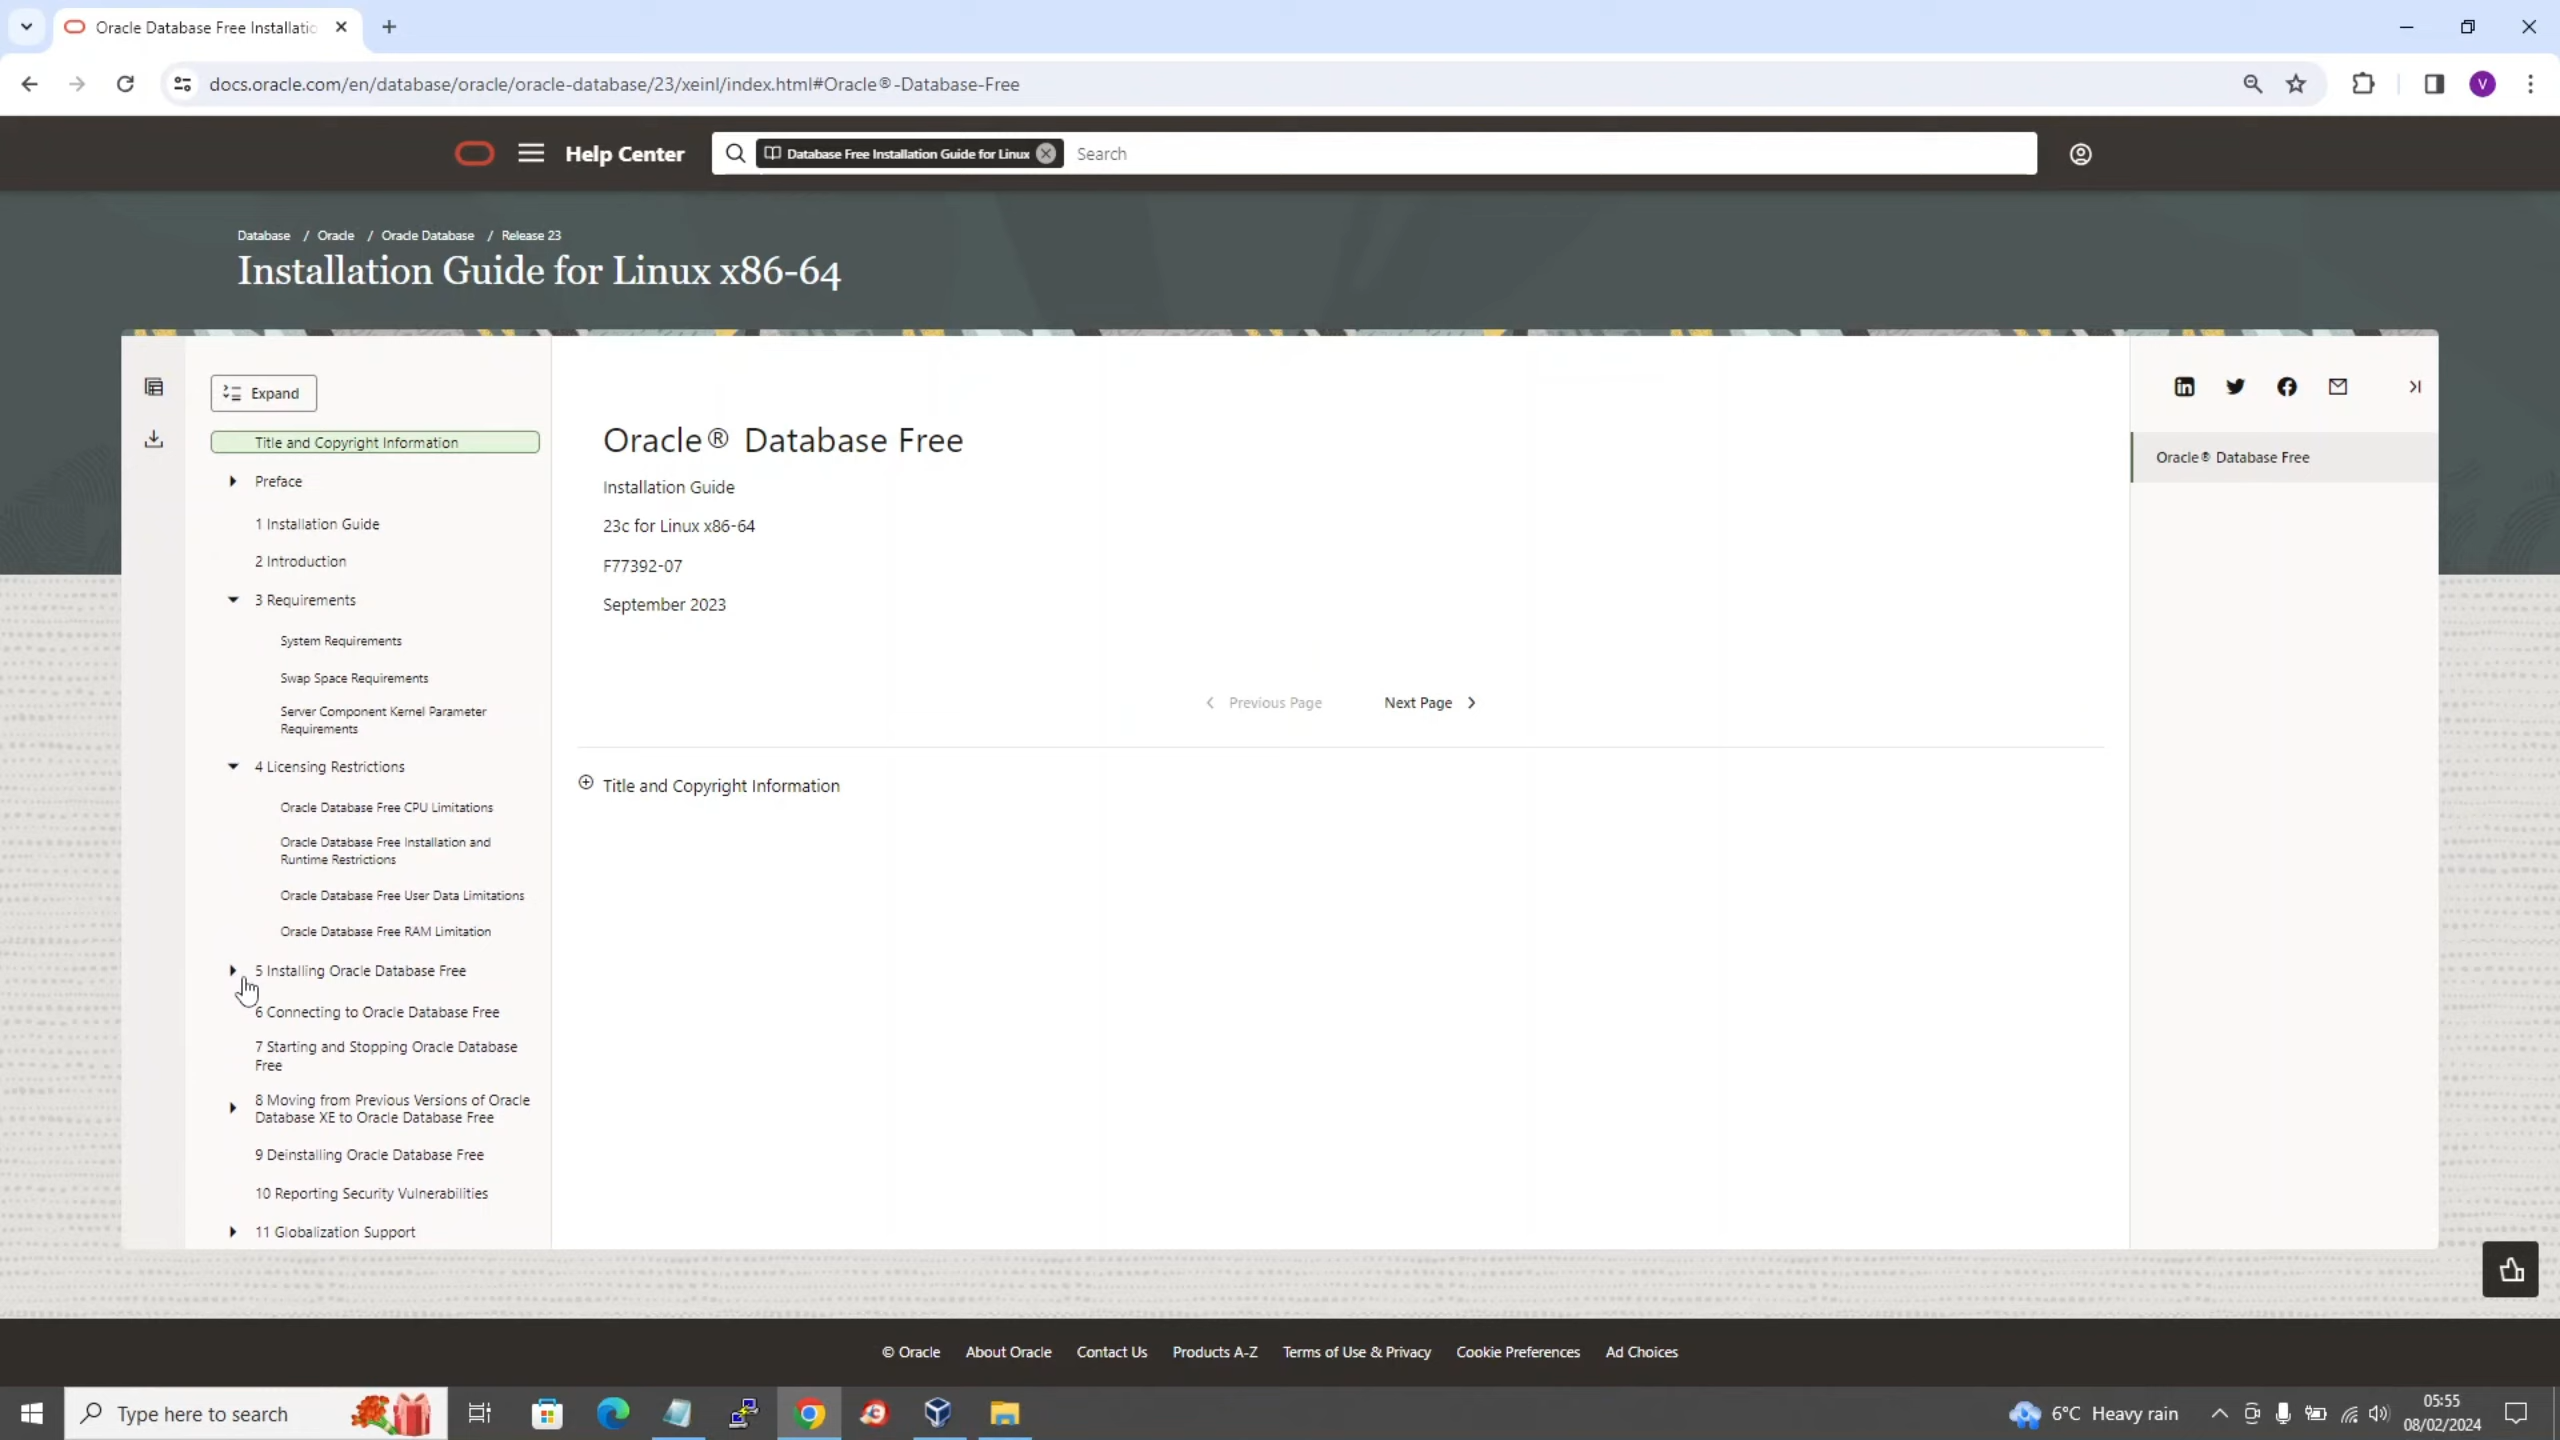 Oracle Database Free Installatio
docs.oracle.com/en/database/oracle/oracle-database/23/xeinl/index.html#Oracle®-Database-Free
V
Help Center
Database Free Installation Guide for Linux
Search
Database / Oracle / Oracle Database / Release 23
Installation Guide for Linux x86-64
Expand
Title and Copyright Information
Preface
1 Installation Guide
2 Introduction
3 Requirements
System Requirements
Swap Space Requirements
Server Component Kernel Parameter
Requirements
4 Licensing Restrictions
Oracle Database Free CPU Limitations
Oracle Database Free Installation and
Runtime Restrictions
Oracle Database Free User Data Limitations
Oracle Database Free RAM Limitation
5 Installing Oracle Database Free
6 Connecting to Oracle Database Free
7 Starting and Stopping Oracle Database
Free
8 Moving from Previous Versions of Oracle
Database XE to Oracle Database Free
9 Deinstalling Oracle Database Free
10 Reporting Security Vulnerabilities
11 Globalization Support
Oracle® Database Free
Installation Guide
23c for Linux x86-64
F77392-07
September 2023
Previous Page
Next Page
Title and Copyright Information
Oracle® Database Free
© Oracle
About Oracle
Contact Us
Products A-Z
Terms of Use & Privacy
Cookie Preferences
Ad Choices
Type here to search
6°C Heavy rain
05:55
08/02/2024